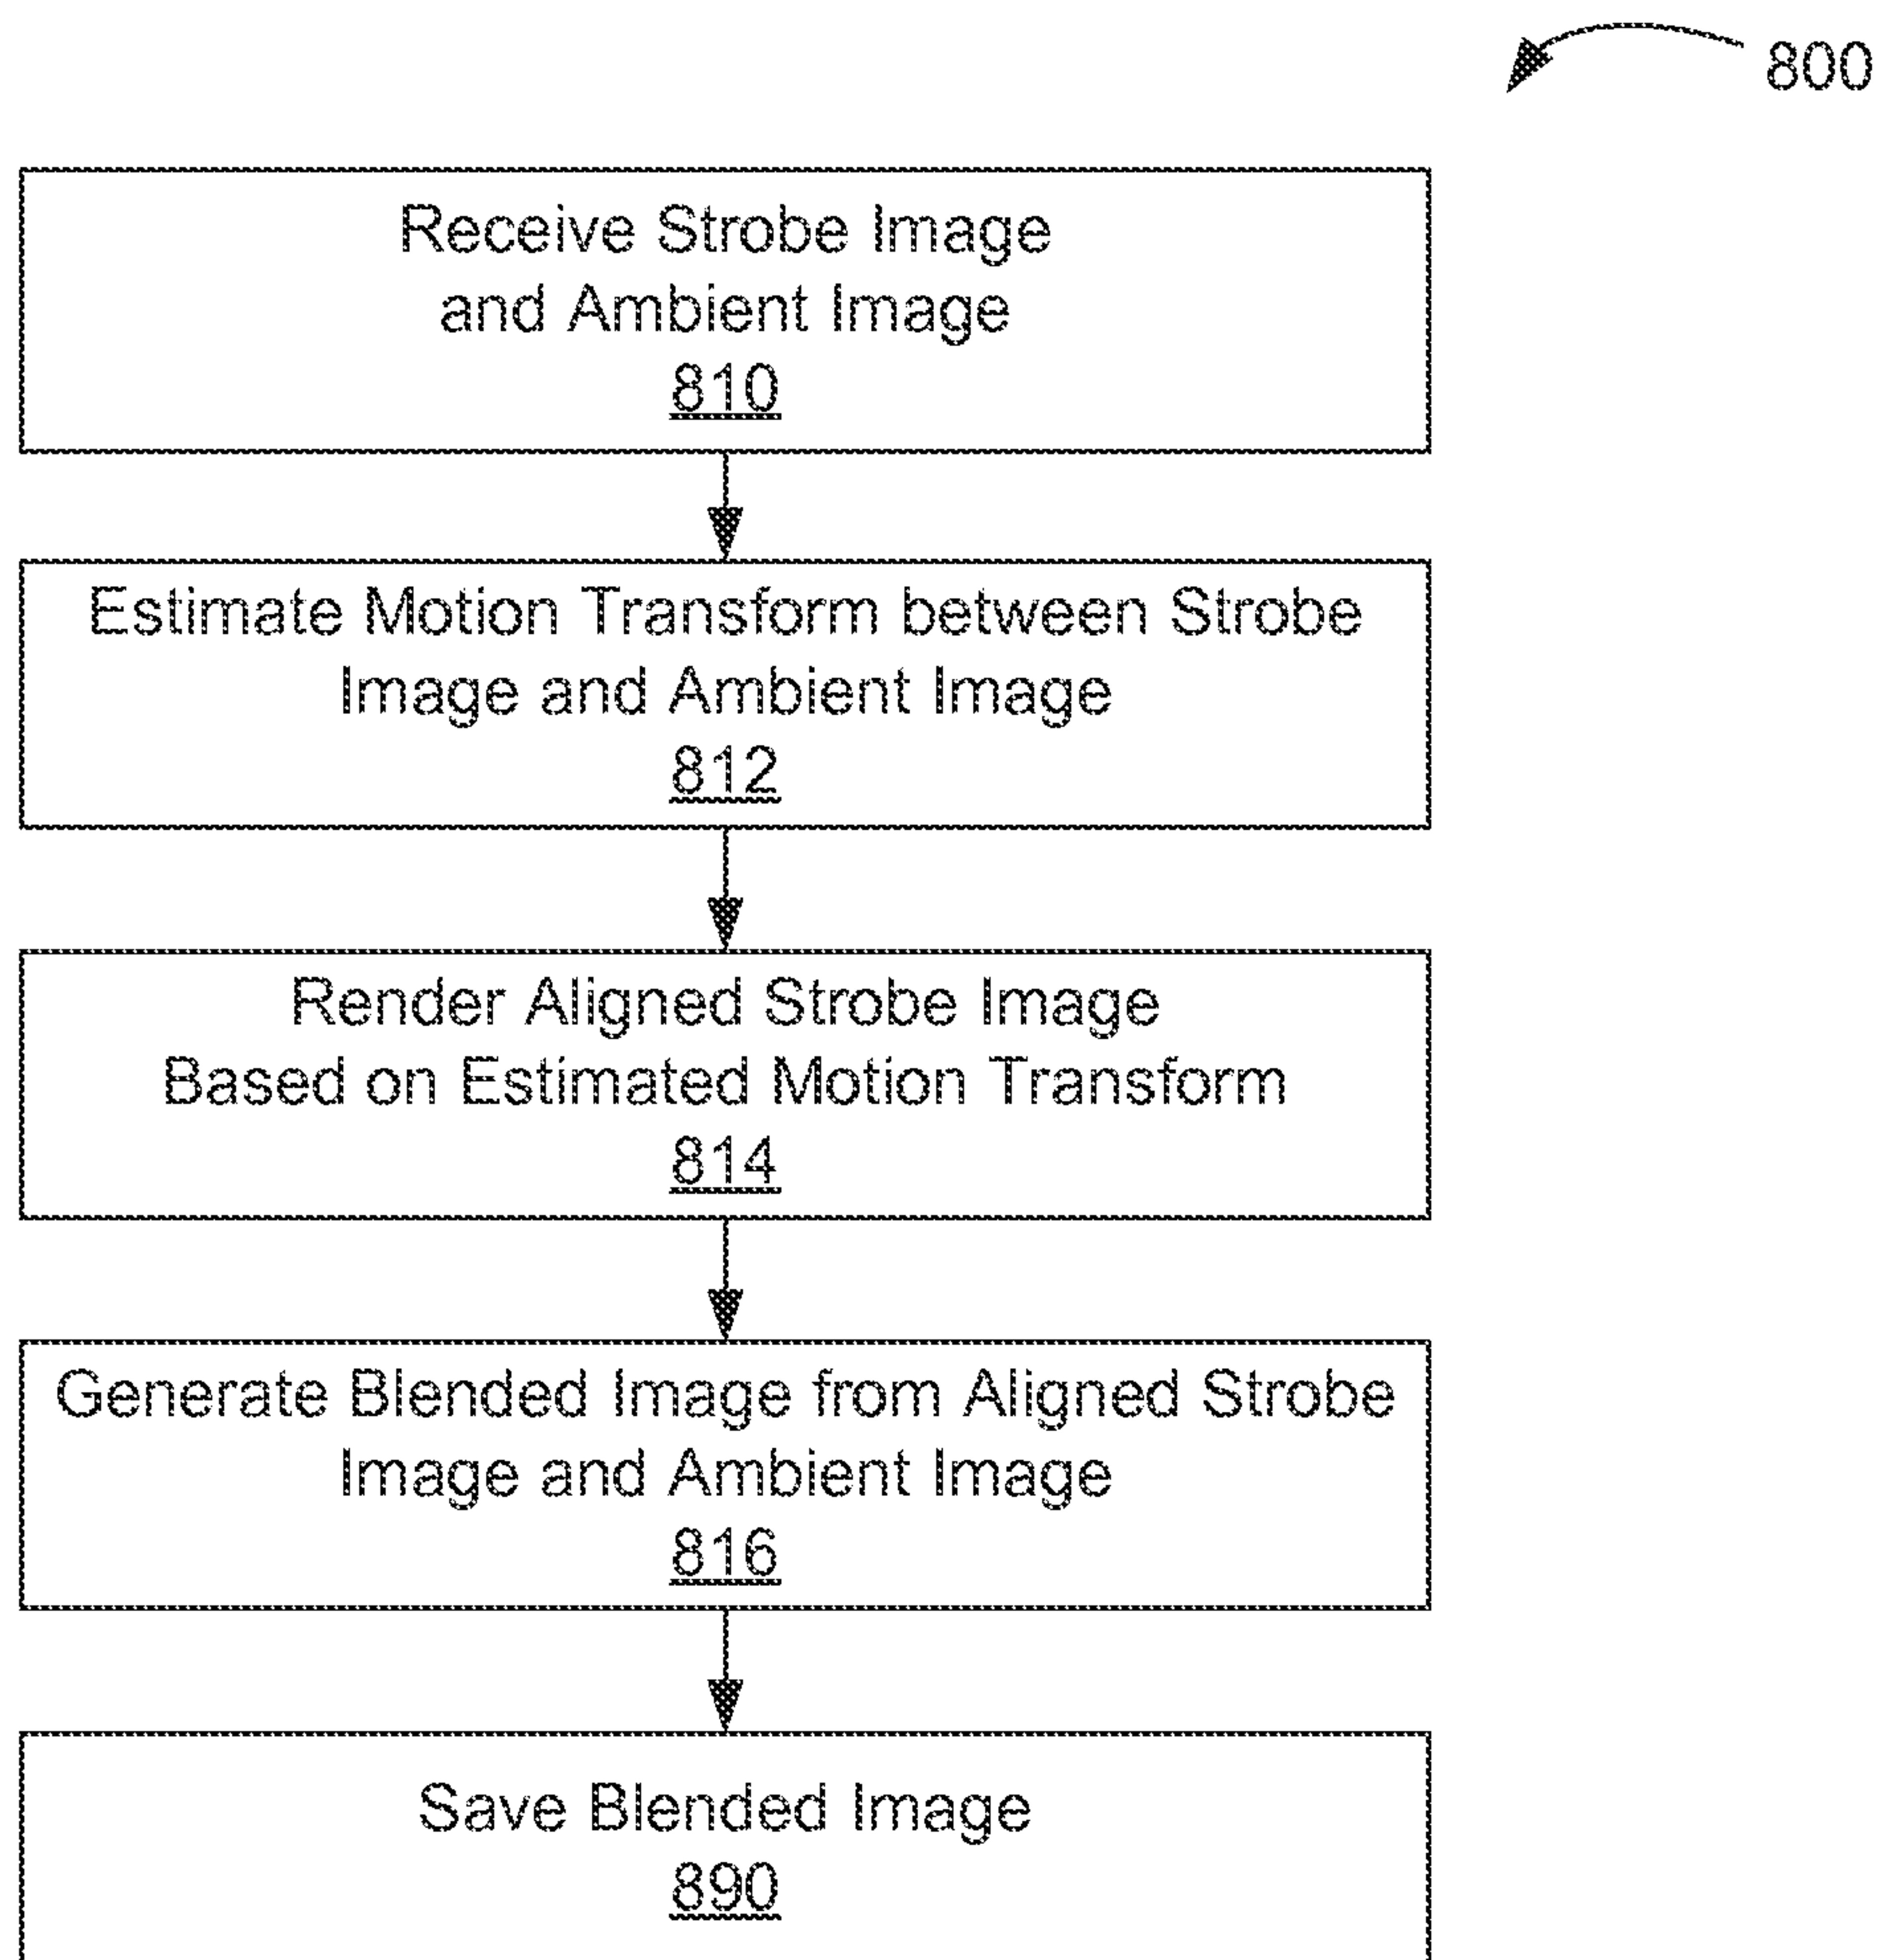 800
Receive Strobe Image
and Ambient Image
810
Estimate Motion Transform between Strobe
Image and Ambient Image
812
Render Aligned Strobe Image
Based on Estimated Motion Transform
814
Generate Blended Image from Aligned Strobe
Image and Ambient Image
816
Save Blended Image
890